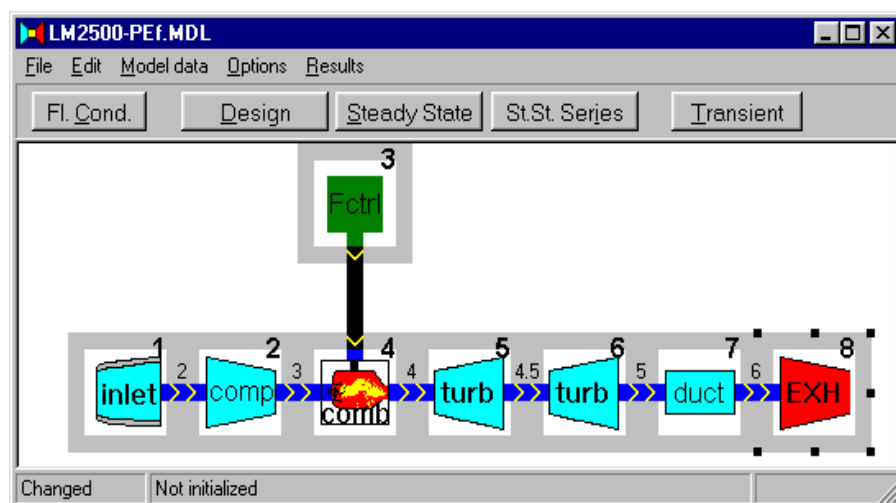 LM2500-PEf.MDL
File Edit Model data Options Results
Fl. Cond. Design Steady State St.St. Series Transient
3
Fctrl
1 2 4 5 6 7 8
2 3 4 4.5 5 6
inlet comp comb turb turb duct EXH
Changed Not initialized